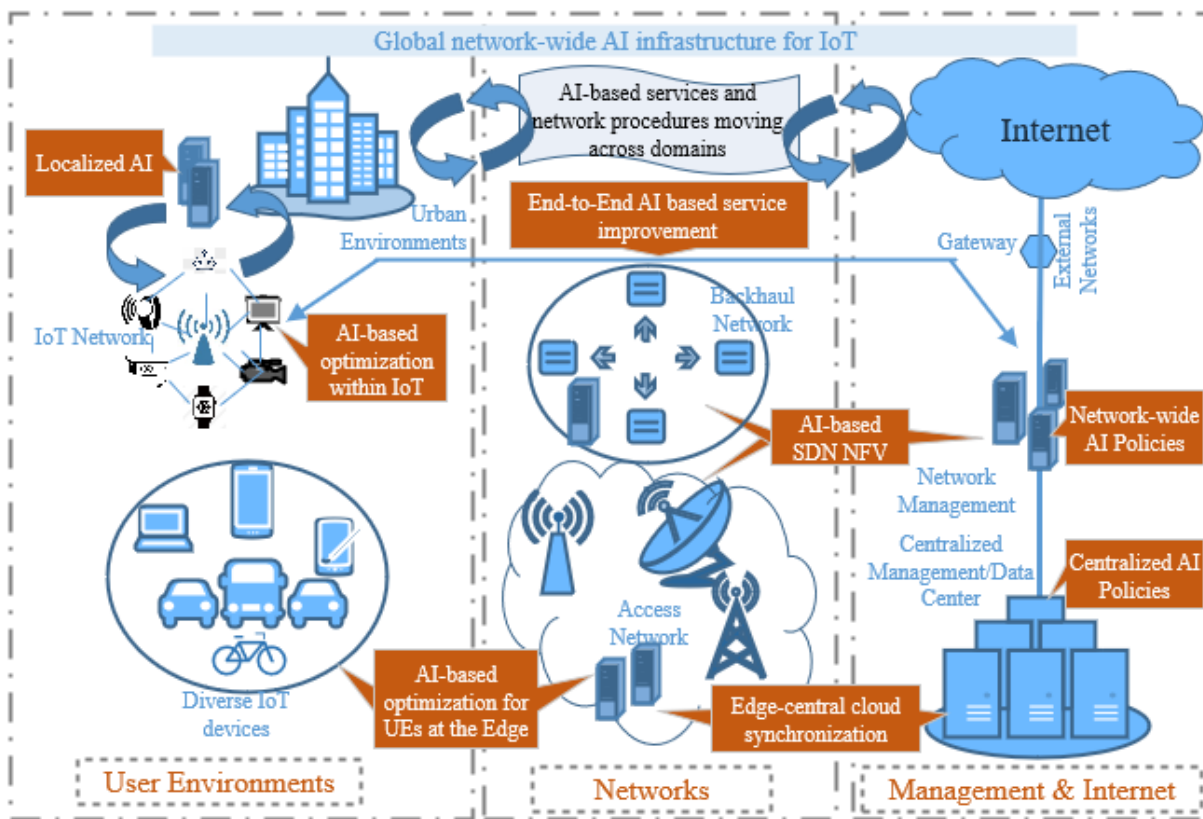 Global network-wide AI infrastructure for IoT
AI-based services and
network procedures moving
across domains
Internet
Localized AI
Urban
Environments
End-to-End AI based service
improvement
Gateway
External
Networks
IoT Network
AI-based
optimization
within IoT
Backhaul
Network
AI-based
SDN NFV
Network-wide
AI Policies
Network
Management
Centralized
Management/Data
Center
Centralized AI
Policies
Access
Network
Diverse IoT
devices
AI-based
optimization for
UEs at the Edge
Edge-central cloud
synchronization
User Environments
Networks
Management & Internet